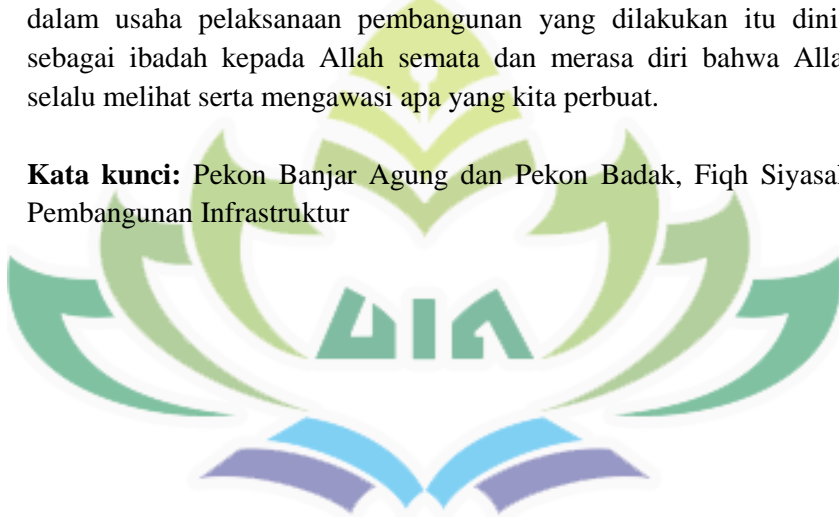 dalam usaha pelaksanaan pembangunan yang dilakukan itu dini
sebagai ibadah kepada Allah semata dan merasa diri bahwa Alla
selalu melihat serta mengawasi apa yang kita perbuat.
Kata kunci: Pekon Banjar Agung dan Pekon Badak, Fiqh Siyasa
Pembangunan Infrastruktur
UIN